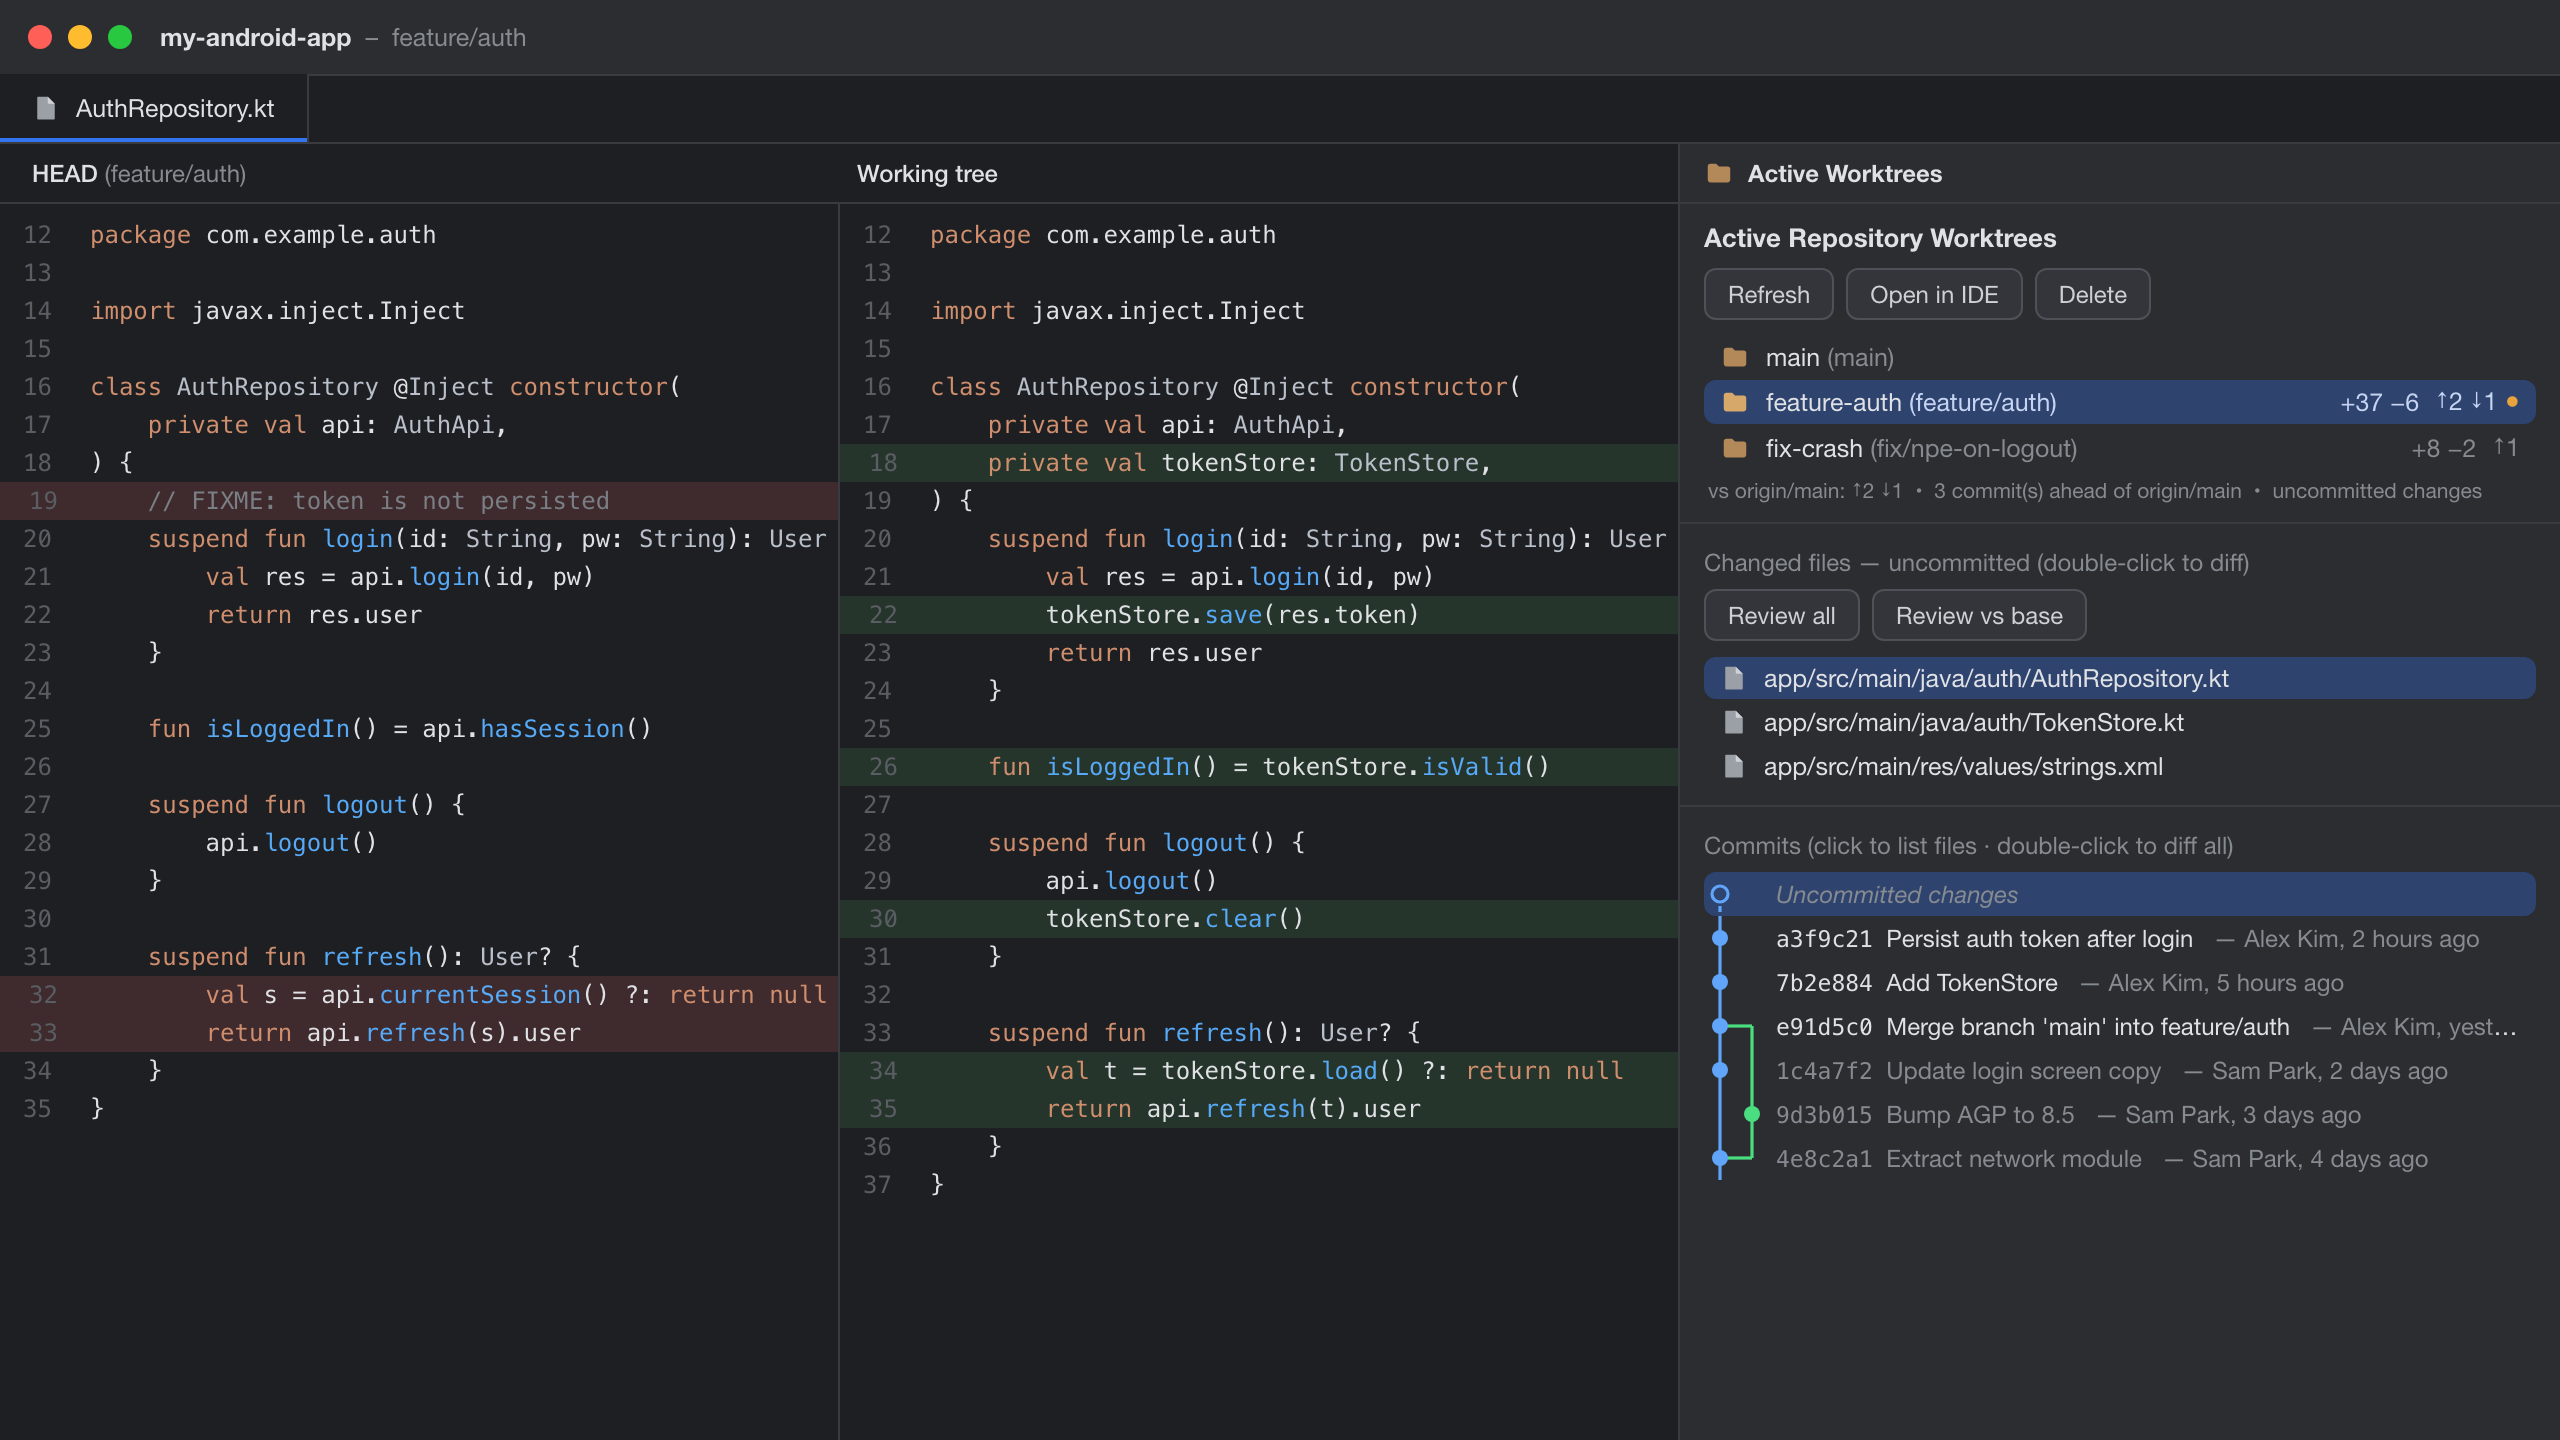 my-android-app – feature/auth
AuthRepository.kt
HEAD (feature/auth)
12 package com.example.auth
13
14 import javax.inject.Inject
15
16 class AuthRepository @Inject constructor(
17     private val api: AuthApi,
18 ) {
19     // FIXME: token is not persisted
20     suspend fun login(id: String, pw: String): User
21         val res = api.login(id, pw)
22         return res.user
23     }
24
25     fun isLoggedIn() = api.hasSession()
26
27     suspend fun logout() {
28         api.logout()
29     }
30
31     suspend fun refresh(): User? {
32         val s = api.currentSession() ?: return null
33         return api.refresh(s).user
34     }
35 }
Working tree
12 package com.example.auth
13
14 import javax.inject.Inject
15
16 class AuthRepository @Inject constructor(
17     private val api: AuthApi,
18     private val tokenStore: TokenStore,
19 ) {
20     suspend fun login(id: String, pw: String): User
21         val res = api.login(id, pw)
22         tokenStore.save(res.token)
23         return res.user
24     }
25
26     fun isLoggedIn() = tokenStore.isValid()
27
28     suspend fun logout() {
29         api.logout()
30         tokenStore.clear()
31     }
32
33     suspend fun refresh(): User? {
34         val t = tokenStore.load() ?: return null
35         return api.refresh(t).user
36     }
37 }
Active Worktrees
Active Repository Worktrees
Refresh Open in IDE Delete
main (main)
feature-auth (feature/auth) +37 −6 ↑2 ↓1
fix-crash (fix/npe-on-logout) +8 −2 ↑1
vs origin/main: ↑2 ↓1 • 3 commit(s) ahead of origin/main • uncommitted changes
Changed files — uncommitted (double-click to diff)
Review all Review vs base
app/src/main/java/auth/AuthRepository.kt
app/src/main/java/auth/TokenStore.kt
app/src/main/res/values/strings.xml
Commits (click to list files · double-click to diff all)
Uncommitted changes
a3f9c21 Persist auth token after login — Alex Kim, 2 hours ago
7b2e884 Add TokenStore — Alex Kim, 5 hours ago
e91d5c0 Merge branch 'main' into feature/auth — Alex Kim, yest…
1c4a7f2 Update login screen copy — Sam Park, 2 days ago
9d3b015 Bump AGP to 8.5 — Sam Park, 3 days ago
4e8c2a1 Extract network module — Sam Park, 4 days ago